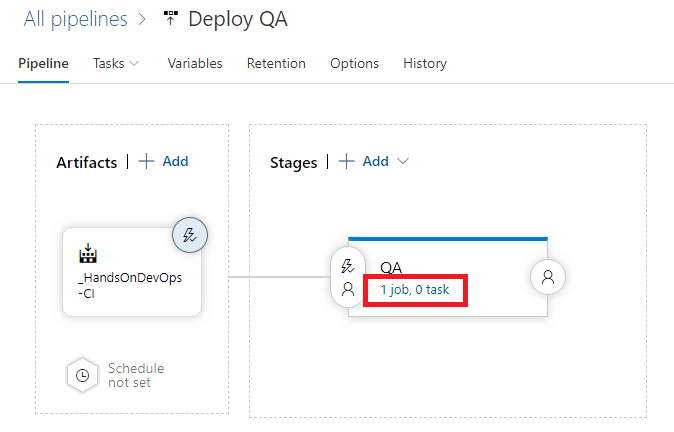 All pipelines > Deploy QA
Pipeline Tasks Variables Retention Options History
Artifacts | + Add
Stages | + Add
_HandsOnDevOps
-CI
QA
1 job, 0 task
Schedule
not set